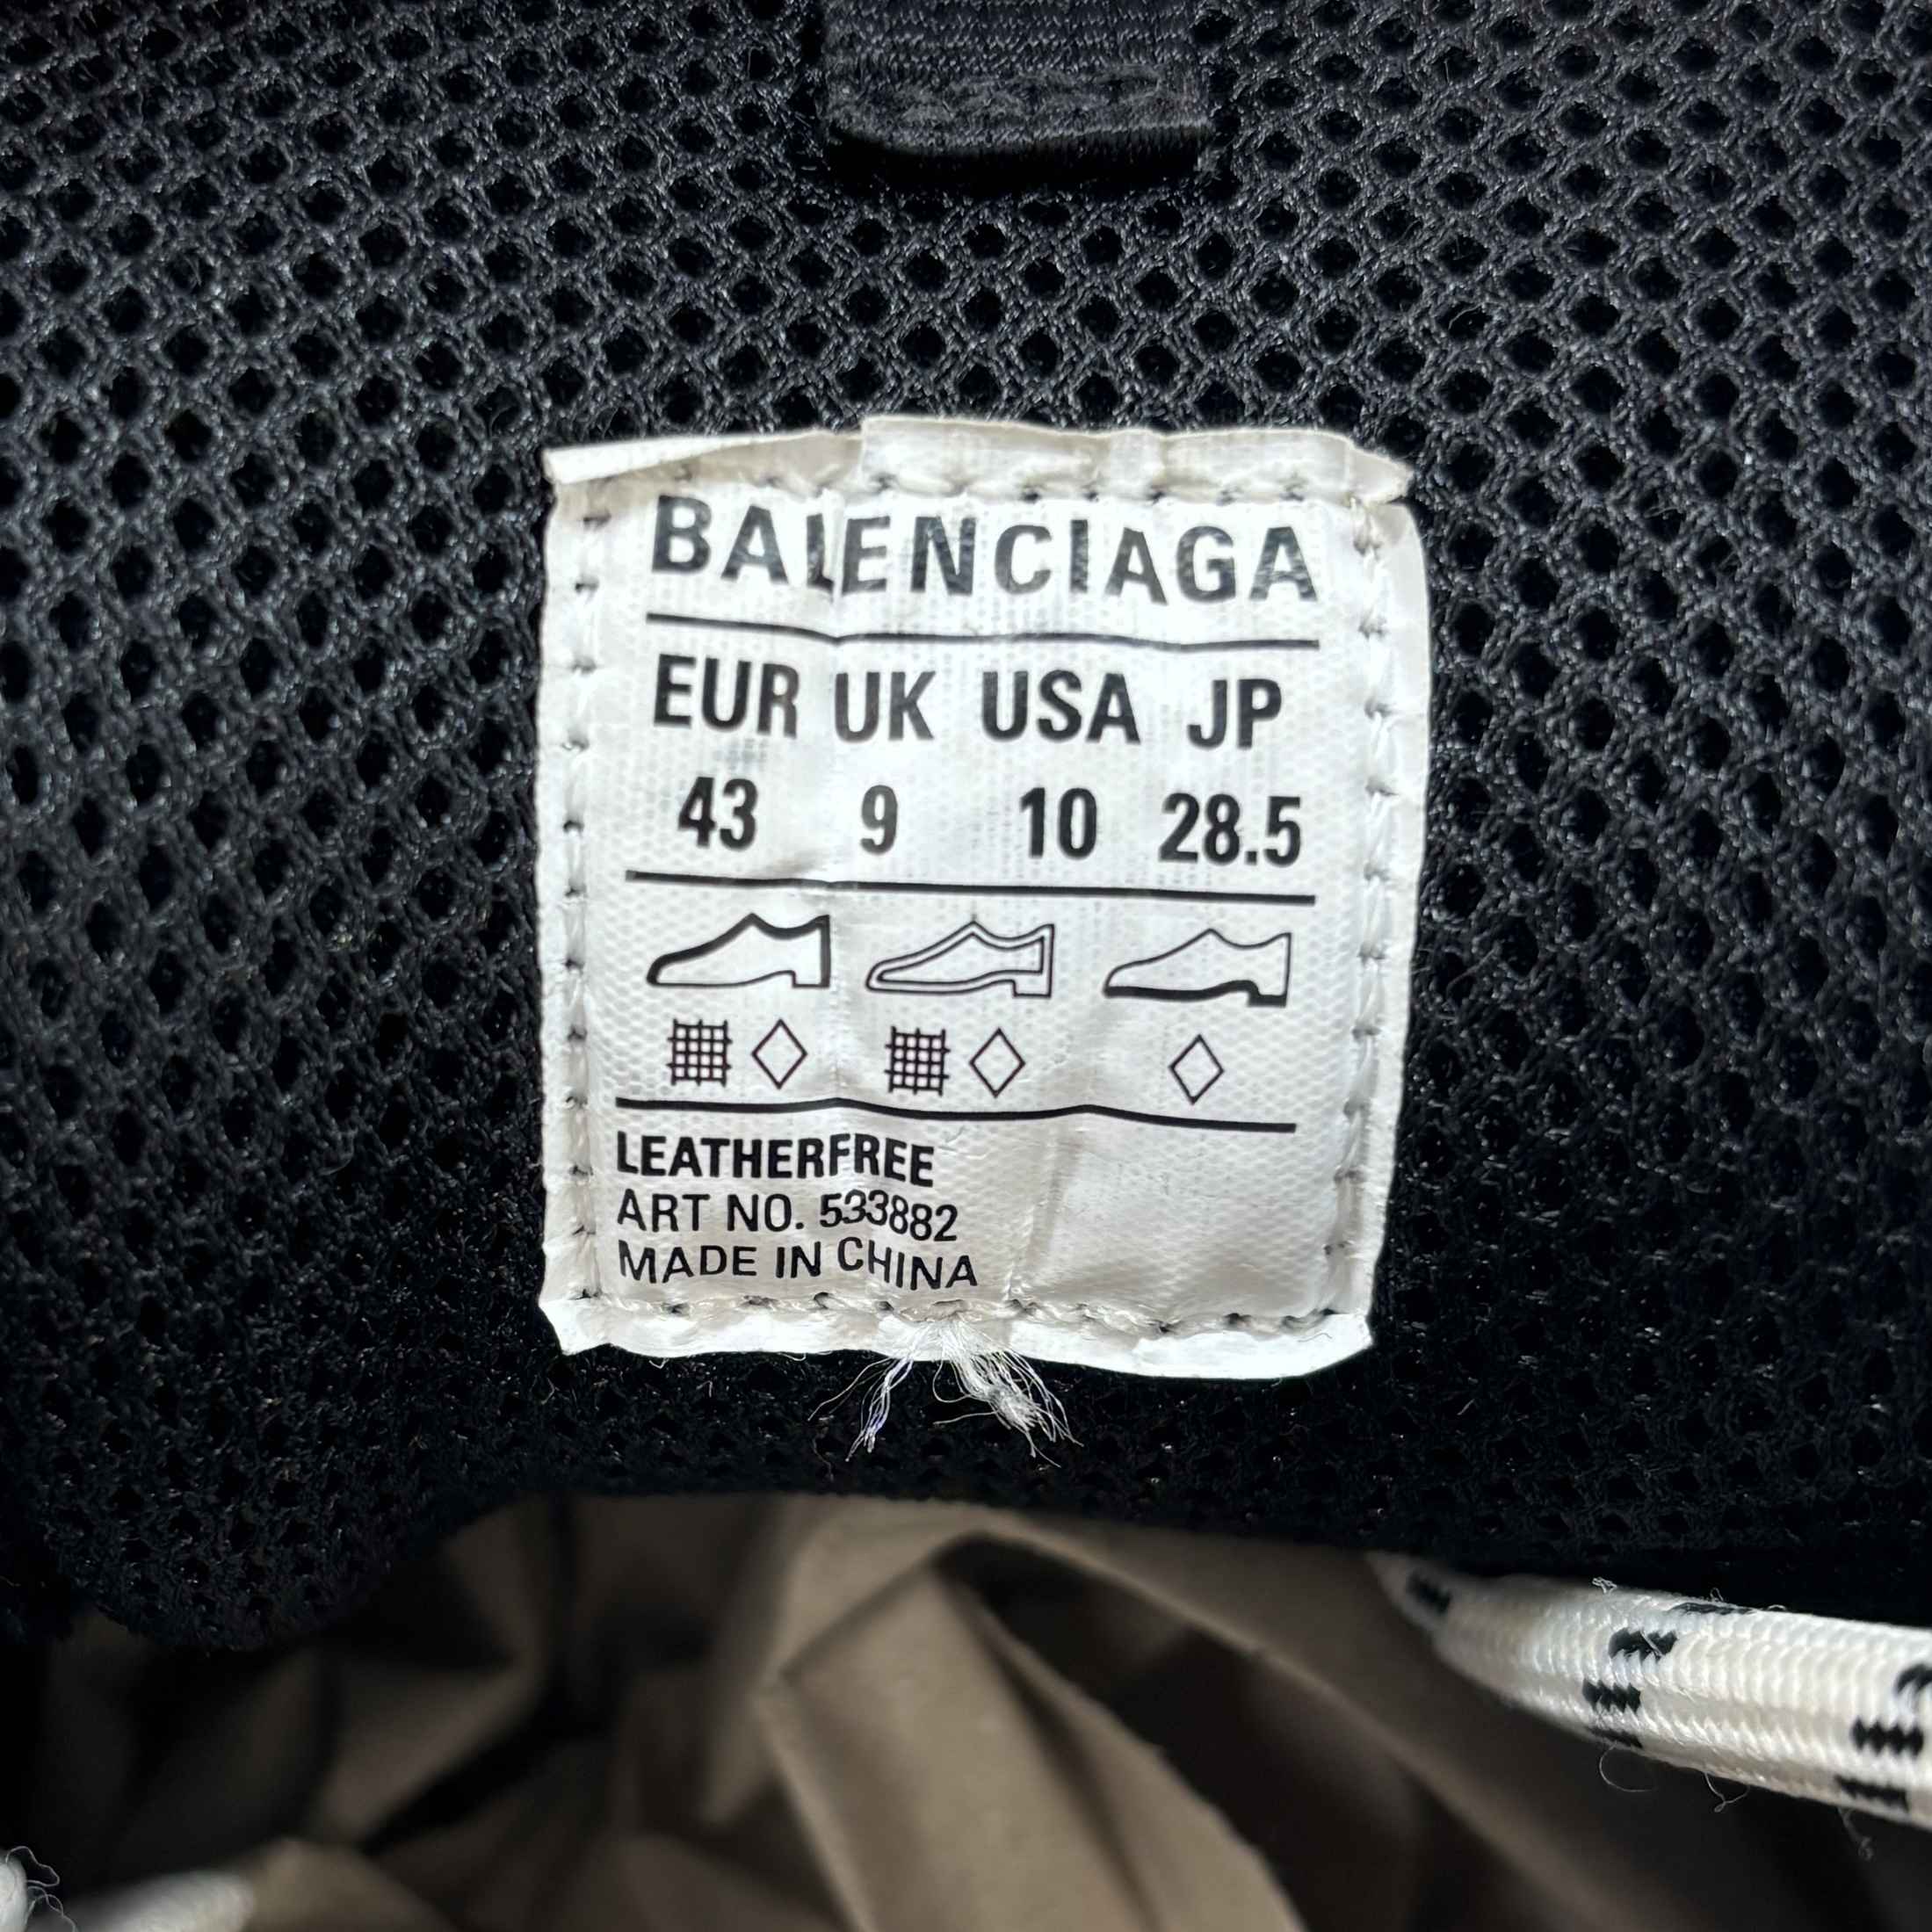 BALENCIAGA
EUR UK USA JP
43 9 10 28.5
LEATHERFREE
ART NO. 533882
MADE IN CHINA